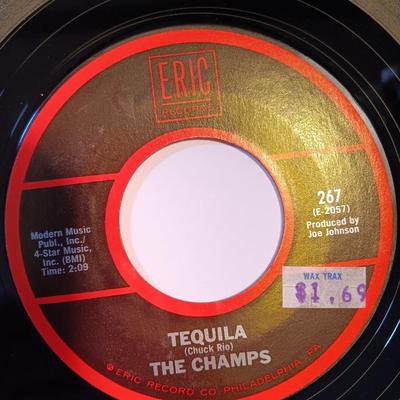 ERIC
RECORDS
Modern Music
Publ., Inc./
4-Star Music,
Inc. (BMI)
Time: 2:09
267
(E-2057)
Produced by
Joe Johnson
WAX TRAX
$1.69
TEQUILA
(Chuck Rio)
THE CHAMPS
® ERIC RECORD CO. PHILADELPHIA, PA.